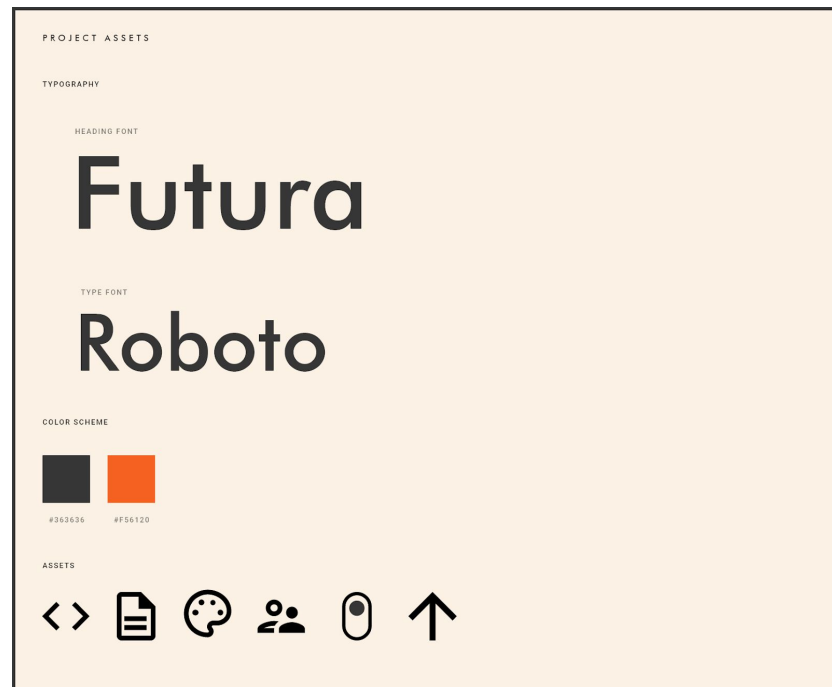 PROJECT ASSETS
TYPOGRAPHY
HEADING FONT
Futura
TYPE FONT
Roboto
COLOR SCHEME
#363636 #F56120
ASSETS